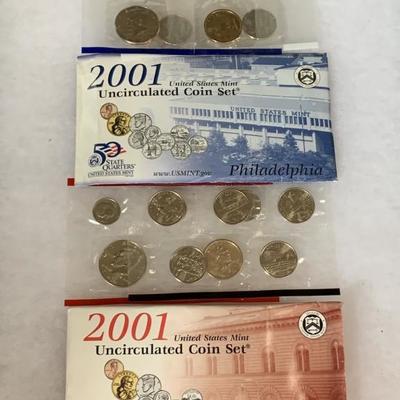 2001 United States Mint
Uncirculated Coin Set®
UNITED STATES MINT
50
STATE
QUARTERS®
UNITED STATES MINT
www.USMINT.gov
Philadelphia
2001 United States Mint
Uncirculated Coin Set®